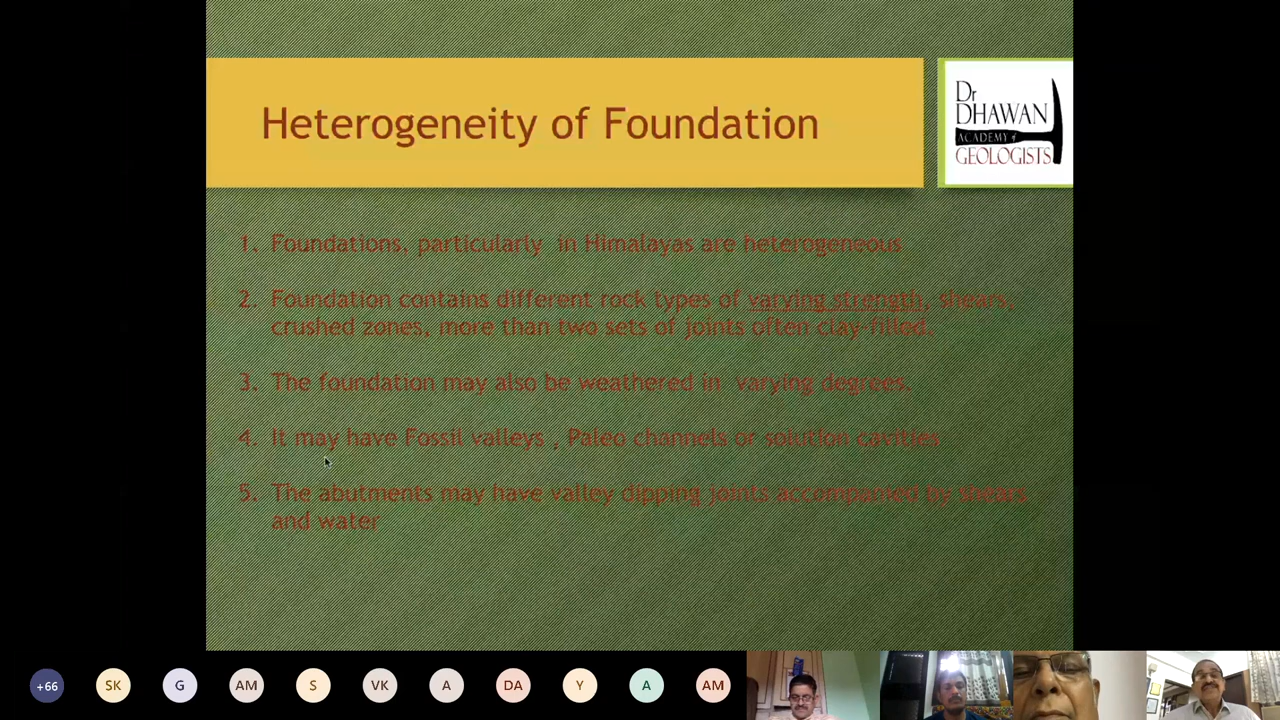 Heterogeneity of Foundation
Dr
DHAWAN
ACADEMY of
GEOLOGISTS
1. Foundations, particularly in Himalayas are heterogeneous
2. Foundation contains different rock types of varying strength, shears,
crushed zones, more than two sets of joints often clay-filled.
3. The foundation may also be weathered in varying degrees.
4. It may have Fossil valleys , Paleo channels or solution cavities
5. The abutments may have valley dipping joints accompanied by shears
and water
+66 SK G AM S VK A DA Y A AM